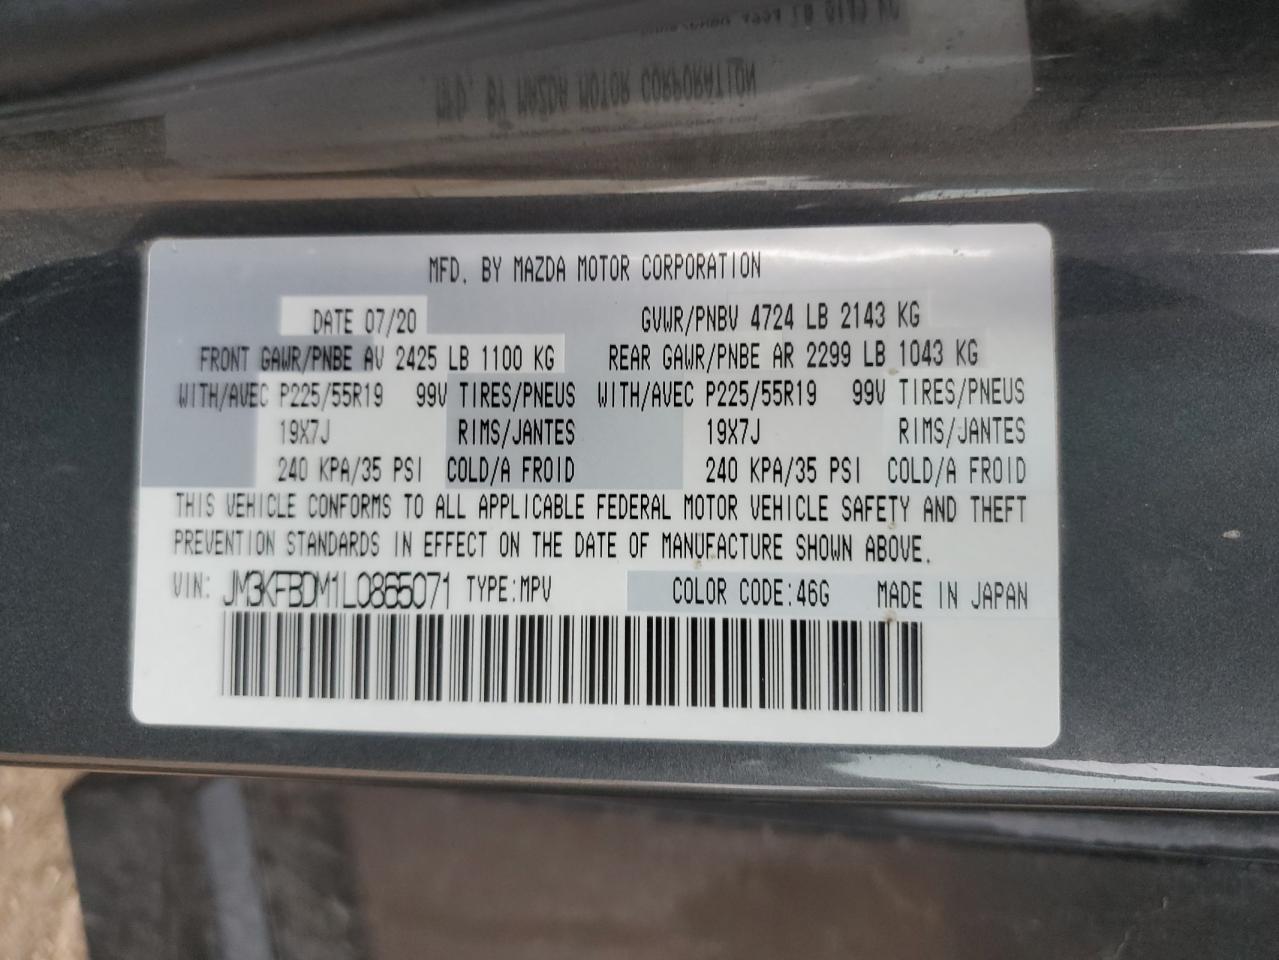 MFD. BY MAZDA MOTOR CORPORATION
DATE 07/20 GVWR/PNBV 4724 LB 2143 KG
FRONT GAWR/PNBE AV 2425 LB 1100 KG REAR GAWR/PNBE AR 2299 LB 1043 KG
WITH/AVEC P225/55R19 99V TIRES/PNEUS WITH/AVEC P225/55R19 99V TIRES/PNEUS
19X7J RIMS/JANTES 19X7J RIMS/JANTES
240 KPA/35 PSI COLD/A FROID 240 KPA/35 PSI COLD/A FROID
THIS VEHICLE CONFORMS TO ALL APPLICABLE FEDERAL MOTOR VEHICLE SAFETY AND THEFT
PREVENTION STANDARDS IN EFFECT ON THE DATE OF MANUFACTURE SHOWN ABOVE.
VIN: JM3KFBDM1L0865071 TYPE:MPV COLOR CODE:46G MADE IN JAPAN